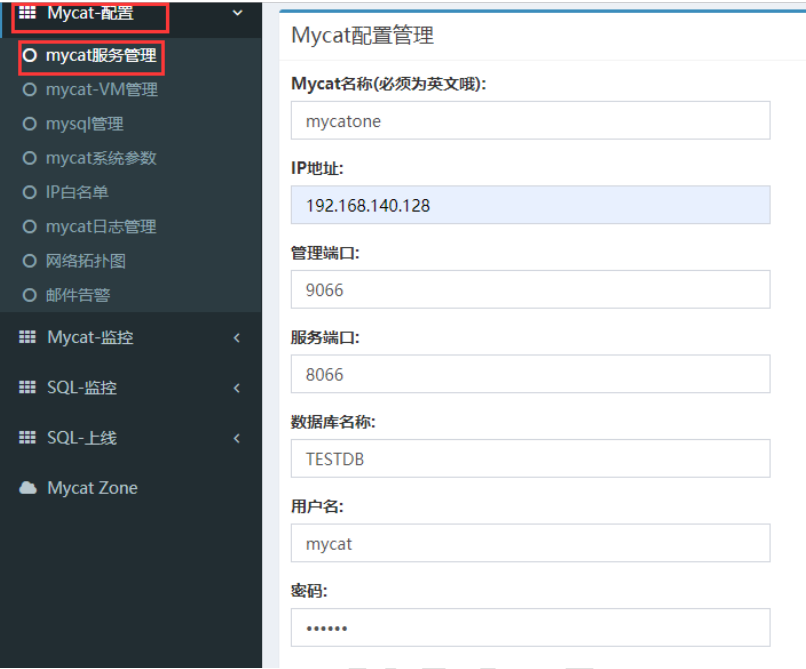 Mycat-配置
mycat服务管理
mycat-VM管理
mysql管理
mycat系统参数
IP白名单
mycat日志管理
网络拓扑图
邮件告警
Mycat-监控
SQL-监控
SQL-上线
Mycat Zone
Mycat配置管理
Mycat名称(必须为英文哦):
mycatone
IP地址:
192.168.140.128
管理端口:
9066
服务端口:
8066
数据库名称:
TESTDB
用户名:
mycat
密码:
••••••